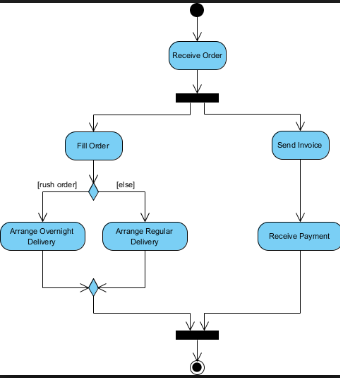 Receive Order
Fill Order
Send Invoice
[rush order]
[else]
Arrange Overnight
Delivery
Arrange Regular
Delivery
Receive Payment